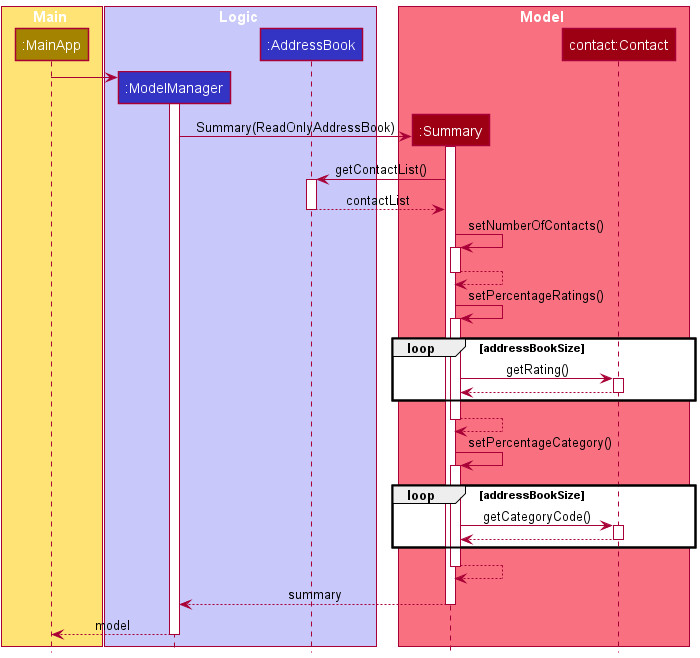 Main
Logic
Model
:MainApp
:AddressBook
contact:Contact
:ModelManager
:Summary
Summary(ReadOnlyAddressBook)
getContactList()
contactList
setNumberOfContacts()
setPercentageRatings()
loop
[addressBookSize]
getRating()
setPercentageCategory()
loop
[addressBookSize]
getCategoryCode()
summary
model